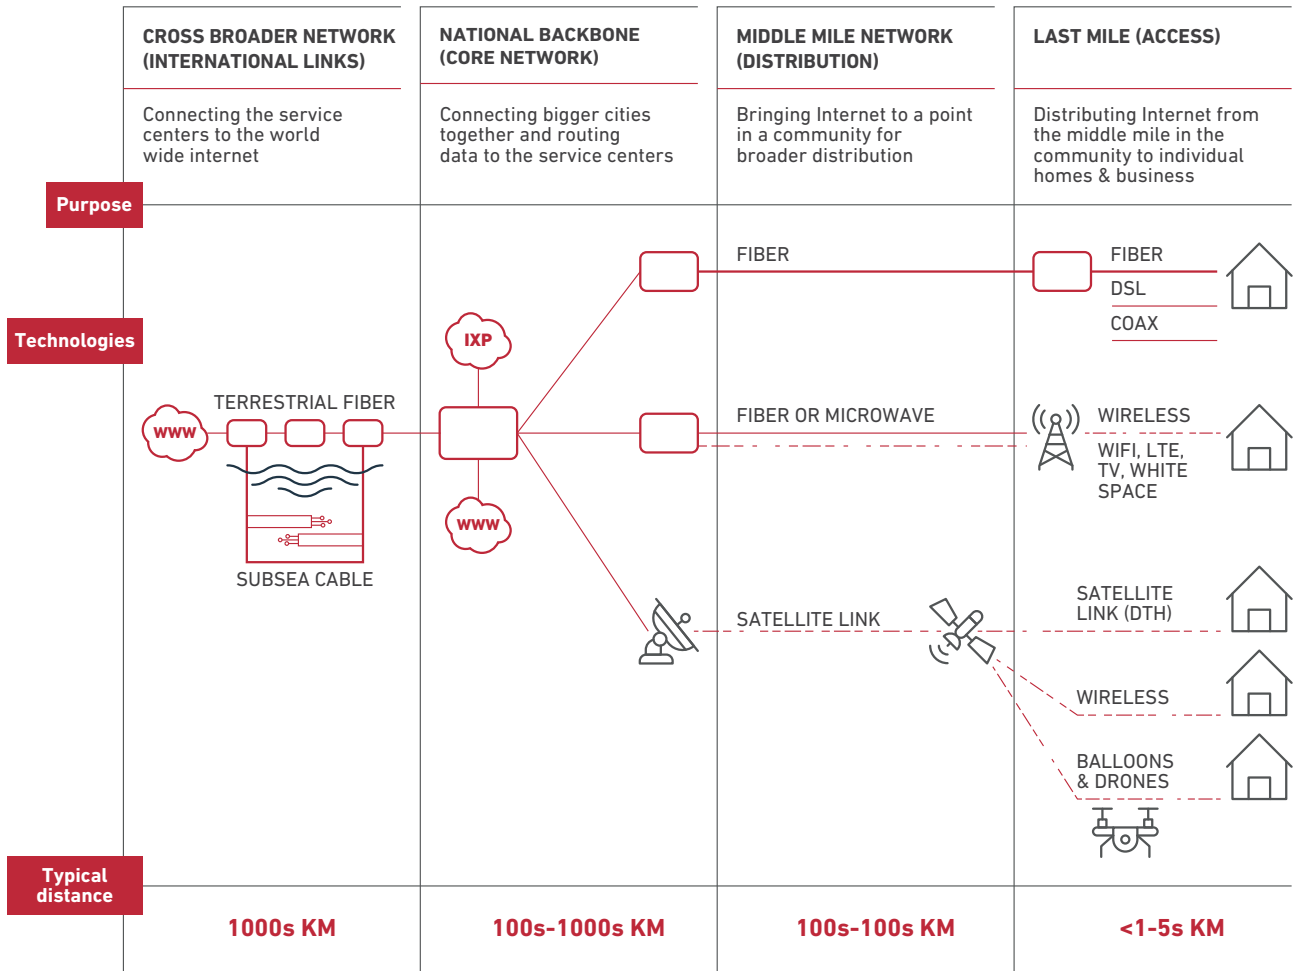 CROSS BROADER NETWORK
(INTERNATIONAL LINKS)
NATIONAL BACKBONE
(CORE NETWORK)
MIDDLE MILE NETWORK
(DISTRIBUTION)
LAST MILE (ACCESS)
Connecting the service
centers to the world
wide internet
Connecting bigger cities
together and routing
data to the service centers
Bringing Internet to a point
in a community for
broader distribution
Distributing Internet from
the middle mile in the
community to individual
homes & business
Purpose
Technologies
WWW
TERRESTRIAL FIBER
SUBSEA CABLE
IXP
WWW
FIBER
FIBER
DSL
COAX
FIBER OR MICROWAVE
WIRELESS
WIFI, LTE,
TV, WHITE
SPACE
SATELLITE LINK
SATELLITE
LINK (DTH)
WIRELESS
BALLOONS
& DRONES
Typical
distance
1000s KM
100s-1000s KM
100s-100s KM
<1-5s KM